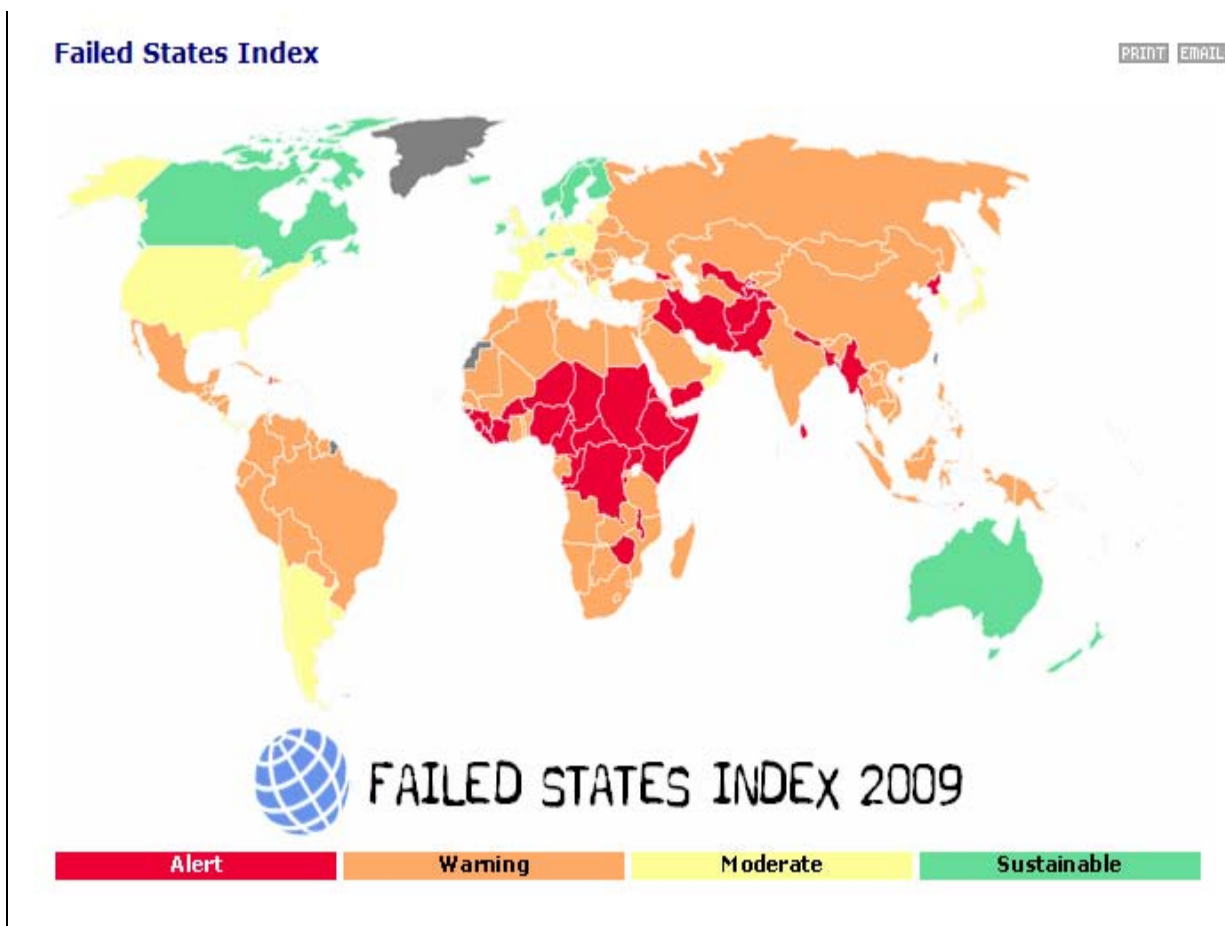 Failed States Index
PRINT EMAIL
FAILED STATES INDEX 2009
Alert Warning Moderate Sustainable